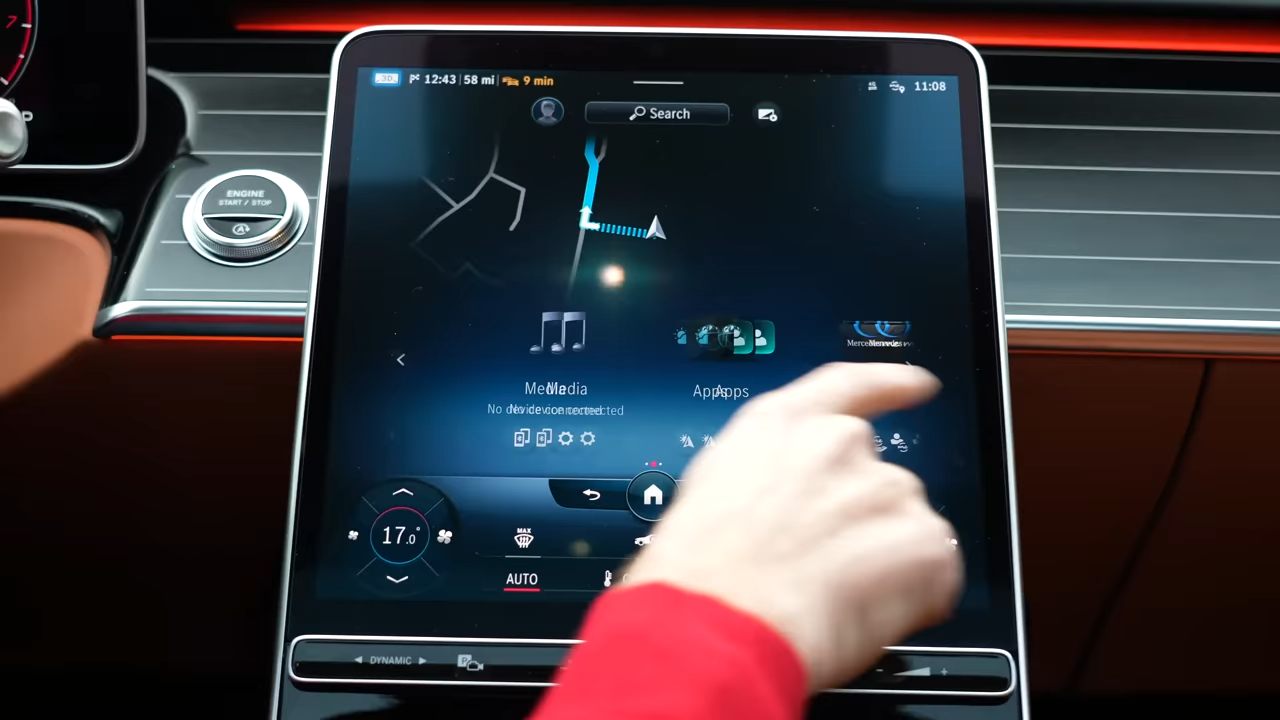 7
P
ENGINE
START / STOP
3D
12:43 | 58 mi | 9 min
11:08
Search
Media
No device connected
Apps
Mercedes
17.0°
MAX
AUTO
DYNAMIC
P
- +